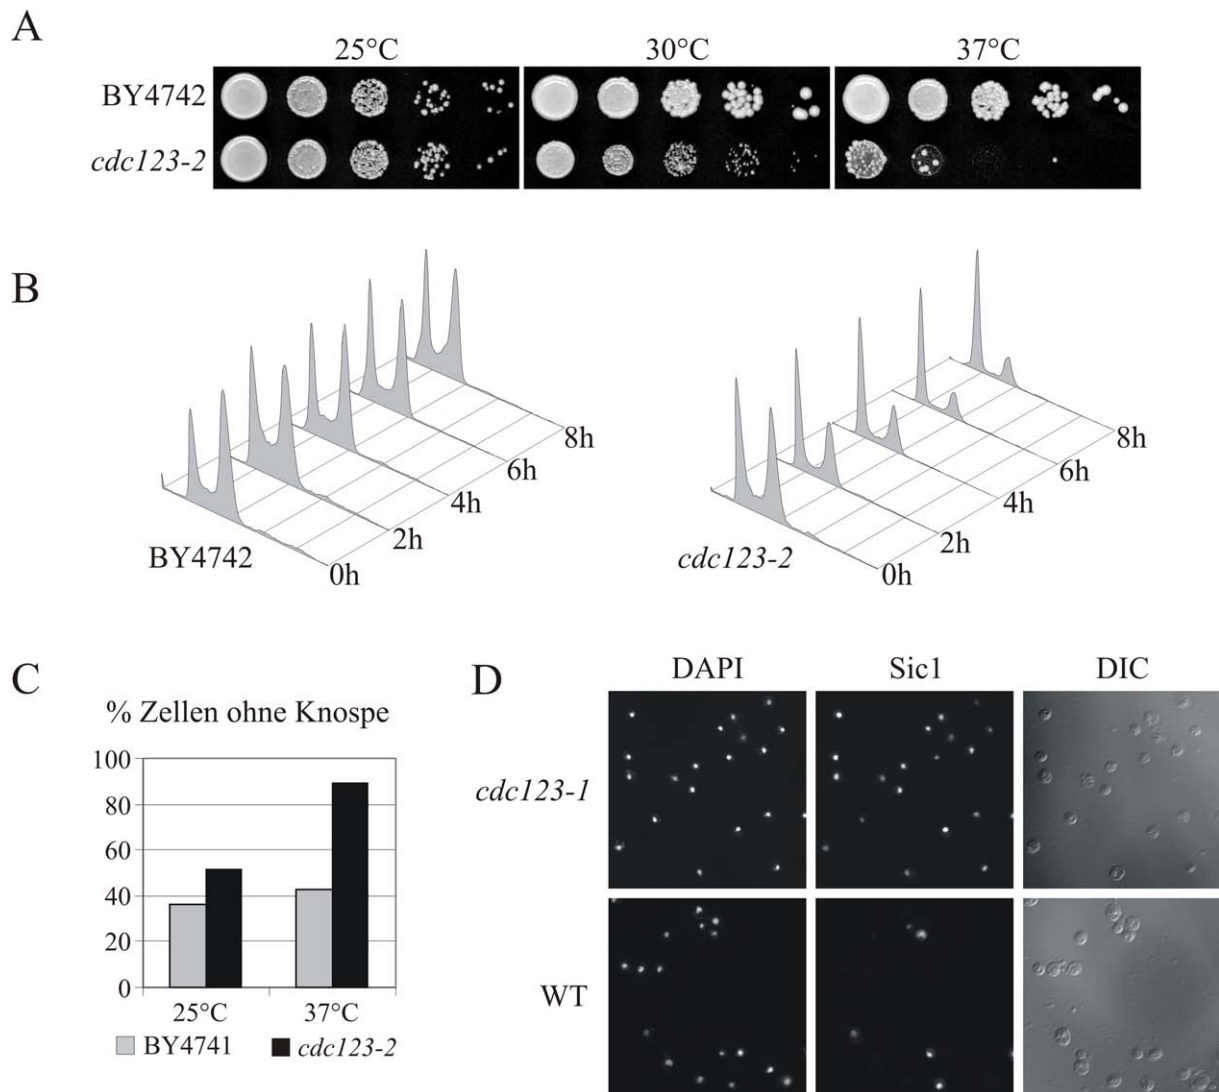 A
25°C 30°C 37°C
BY4742
cdc123-2
B
8h
6h
4h
2h
0h
BY4742
8h
6h
4h
2h
0h
cdc123-2
C
% Zellen ohne Knospe
100
80
60
40
20
0
25°C 37°C
BY4741 cdc123-2
D
DAPI Sic1 DIC
cdc123-1
WT